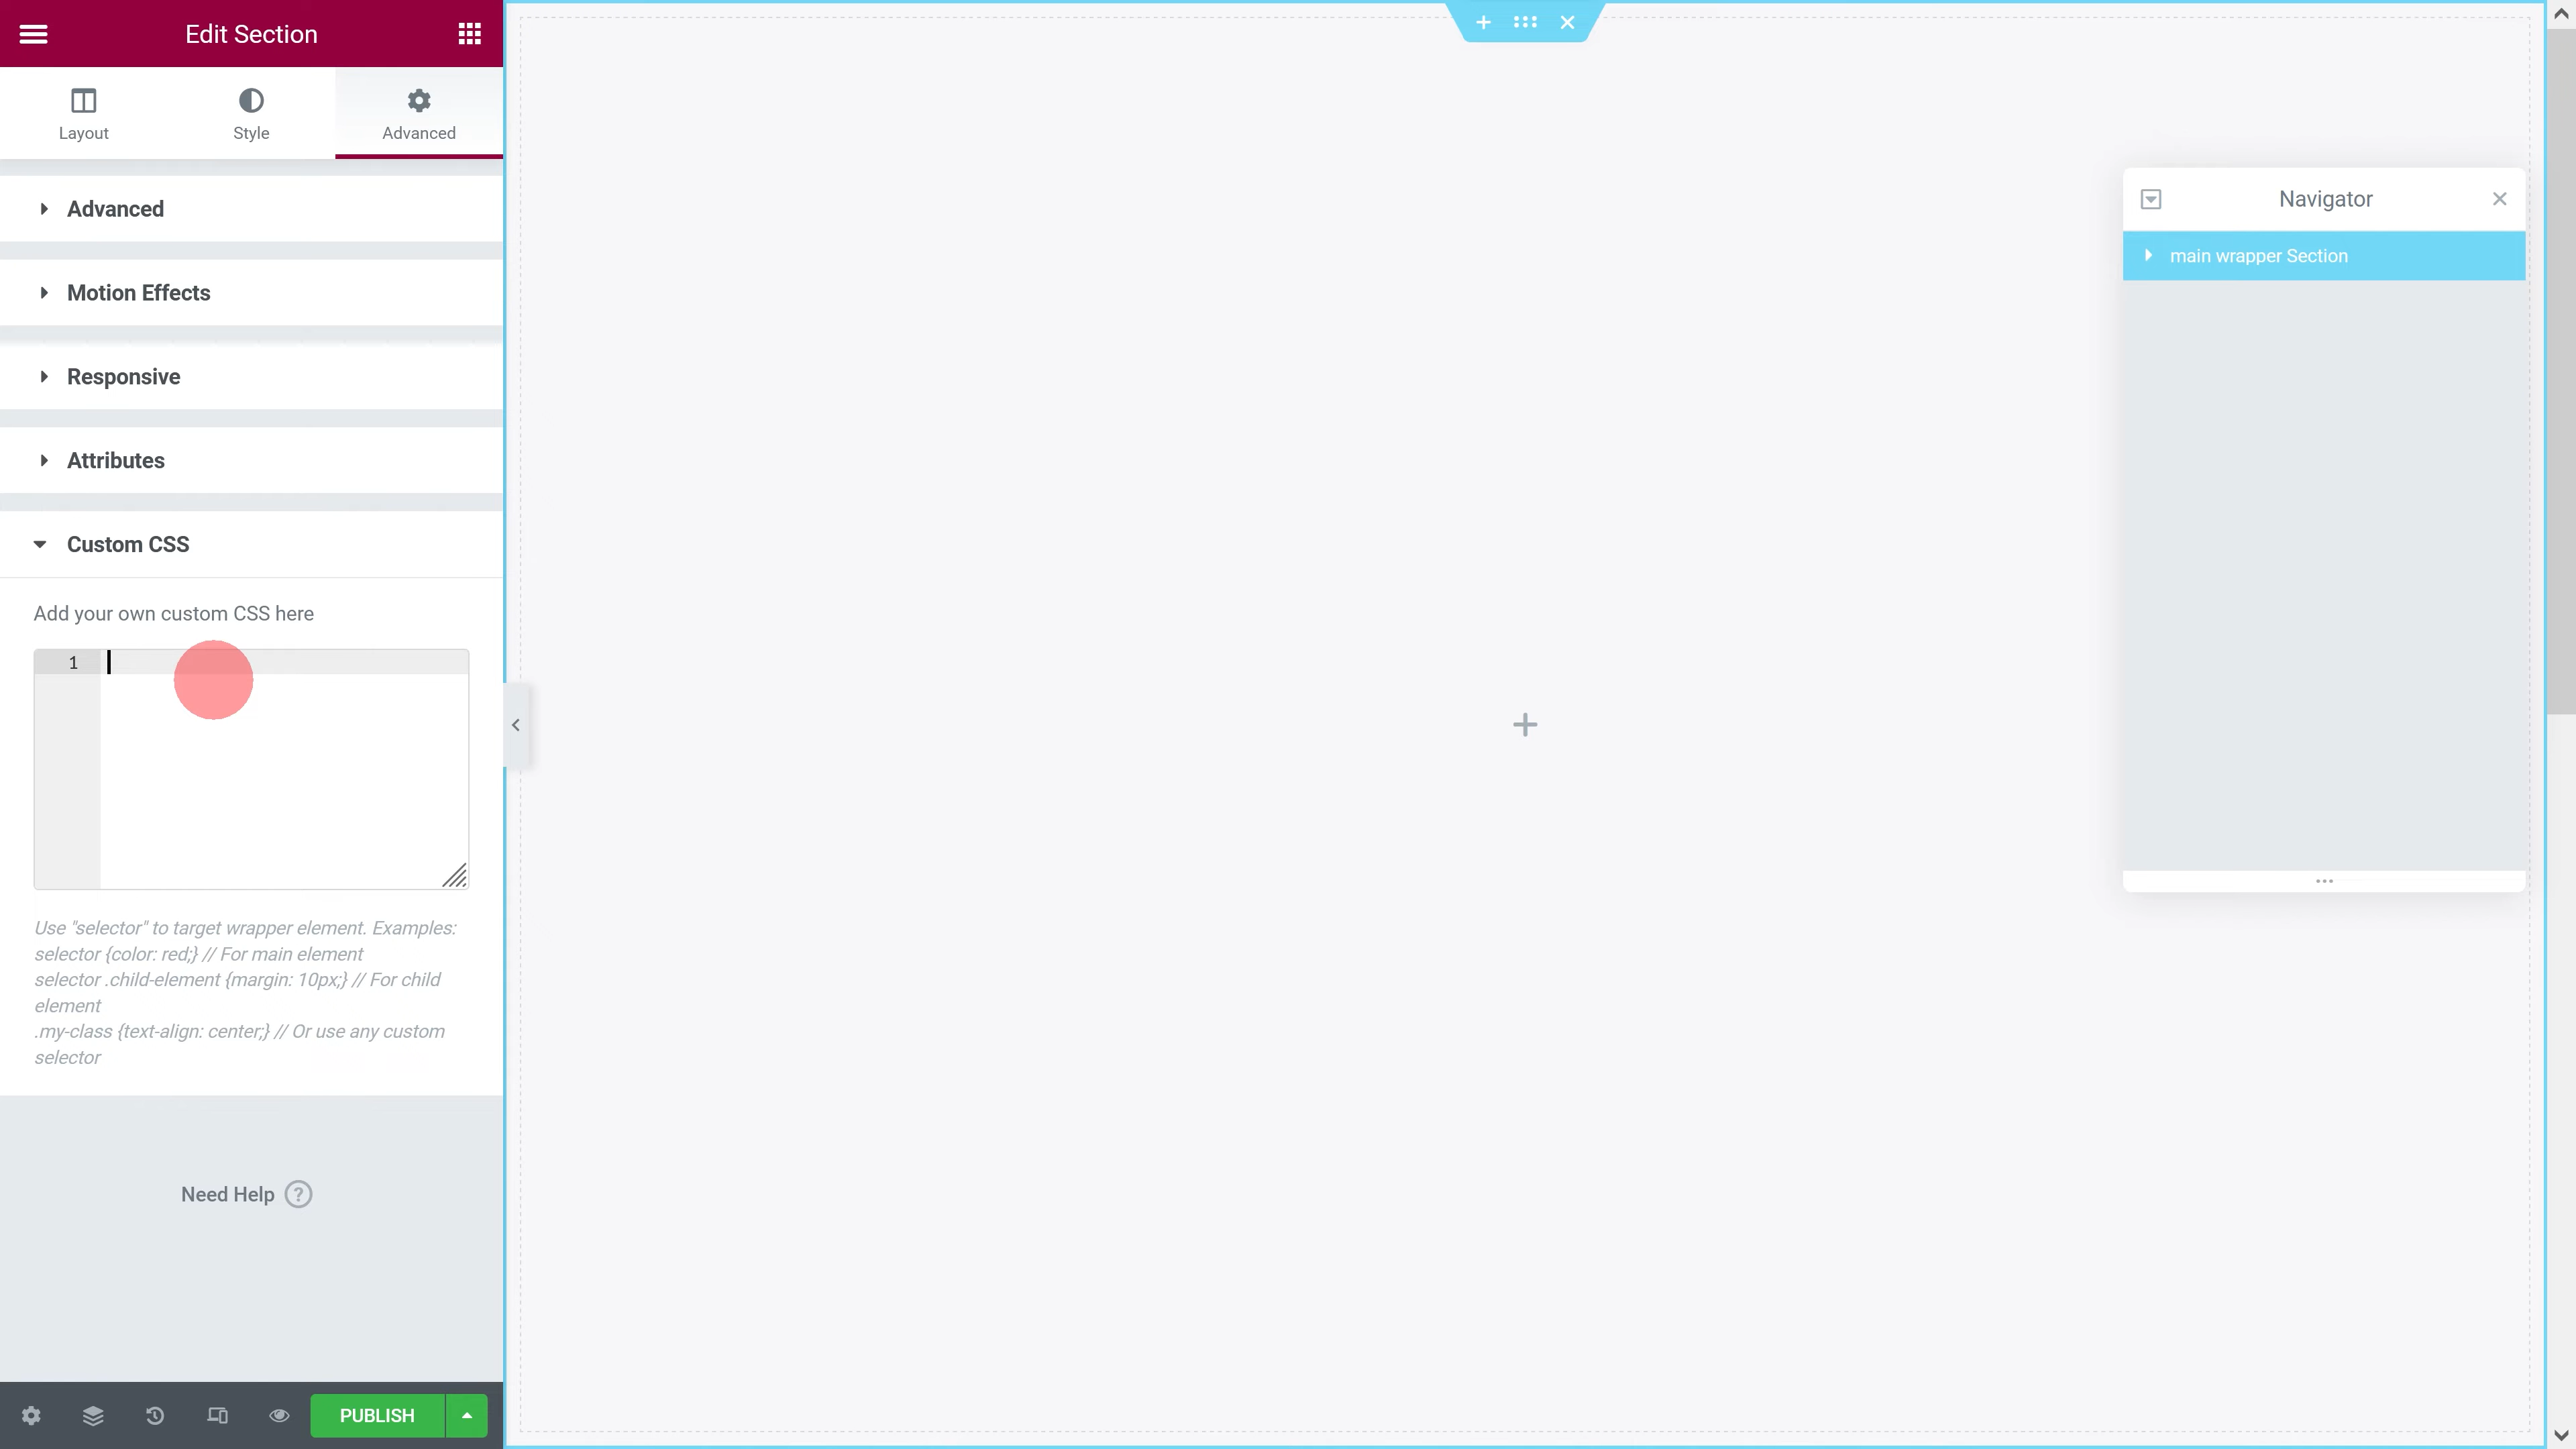 Edit Section
Layout
Style
Advanced
Advanced
Motion Effects
Responsive
Attributes
Custom CSS
Add your own custom CSS here
1
Use "selector" to target wrapper element. Examples:
selector {color: red;} // For main element
selector .child-element {margin: 10px;} // For child
element
.my-class {text-align: center;} // Or use any custom
selector
Need Help ?
PUBLISH
Navigator
main wrapper Section